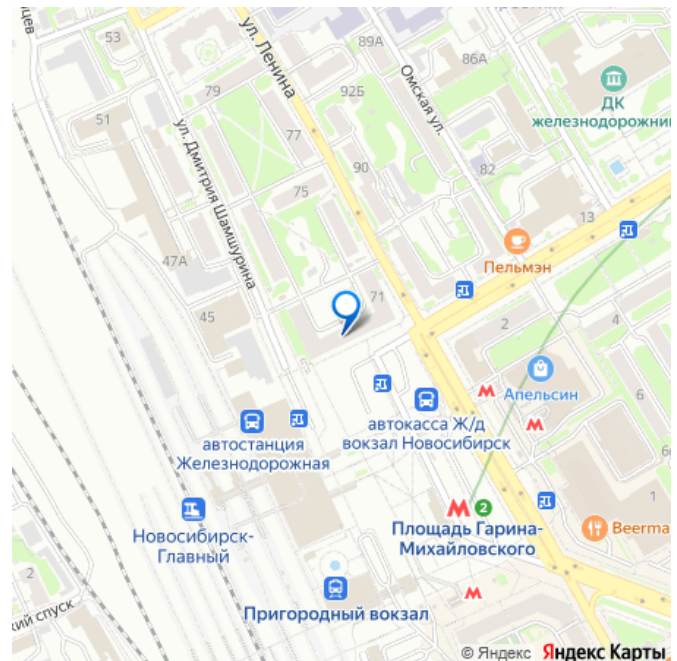 53
89А
86А
ДК
железнодорожни
79
92Б
ул. Ленина
Омская ул.
51
ул. Дмитрия Шамшурина
77
90
82
75
13
47А
Пельмэн
71
45
2
4
Апельсин
6
автокасса Ж/д
вокзал Новосибирск
автостанция
Железнодорожная
2
1
Площадь Гарина-
Михайловского
Beerma
Новосибирск-
Главный
2
Пригородный вокзал
кий спуск
© Яндекс Яндекс Карты